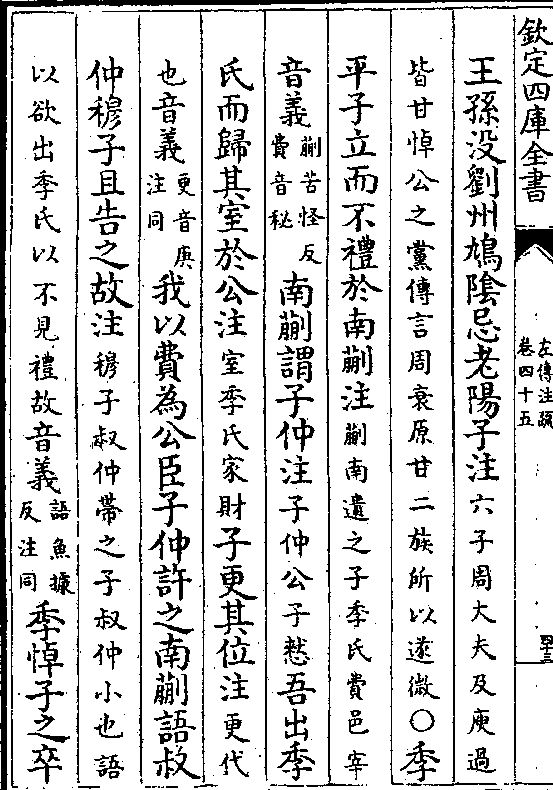 欽定四庫全書
左傳注疏
卷四十五
王孫没劉州鳩隂忌老陽子注六子周大夫及庾過
皆甘悼公之黨傳言周衰原甘二族所以遂微○季
平子立而不禮於南蒯注蒯南遺之子季氏費邑宰
音義蒯苦怪反費音秘南蒯謂子仲注子仲公子憖吾出季
氏而歸其室於公注室季氏家財子更其位注更代
也音義更音庚注同我以費為公臣子仲許之南蒯語叔
仲穆子且告之故注穆子叔仲帶之子叔仲小也語
以欲出季氏以不見禮故音義語魚據反注同季悼子之卒